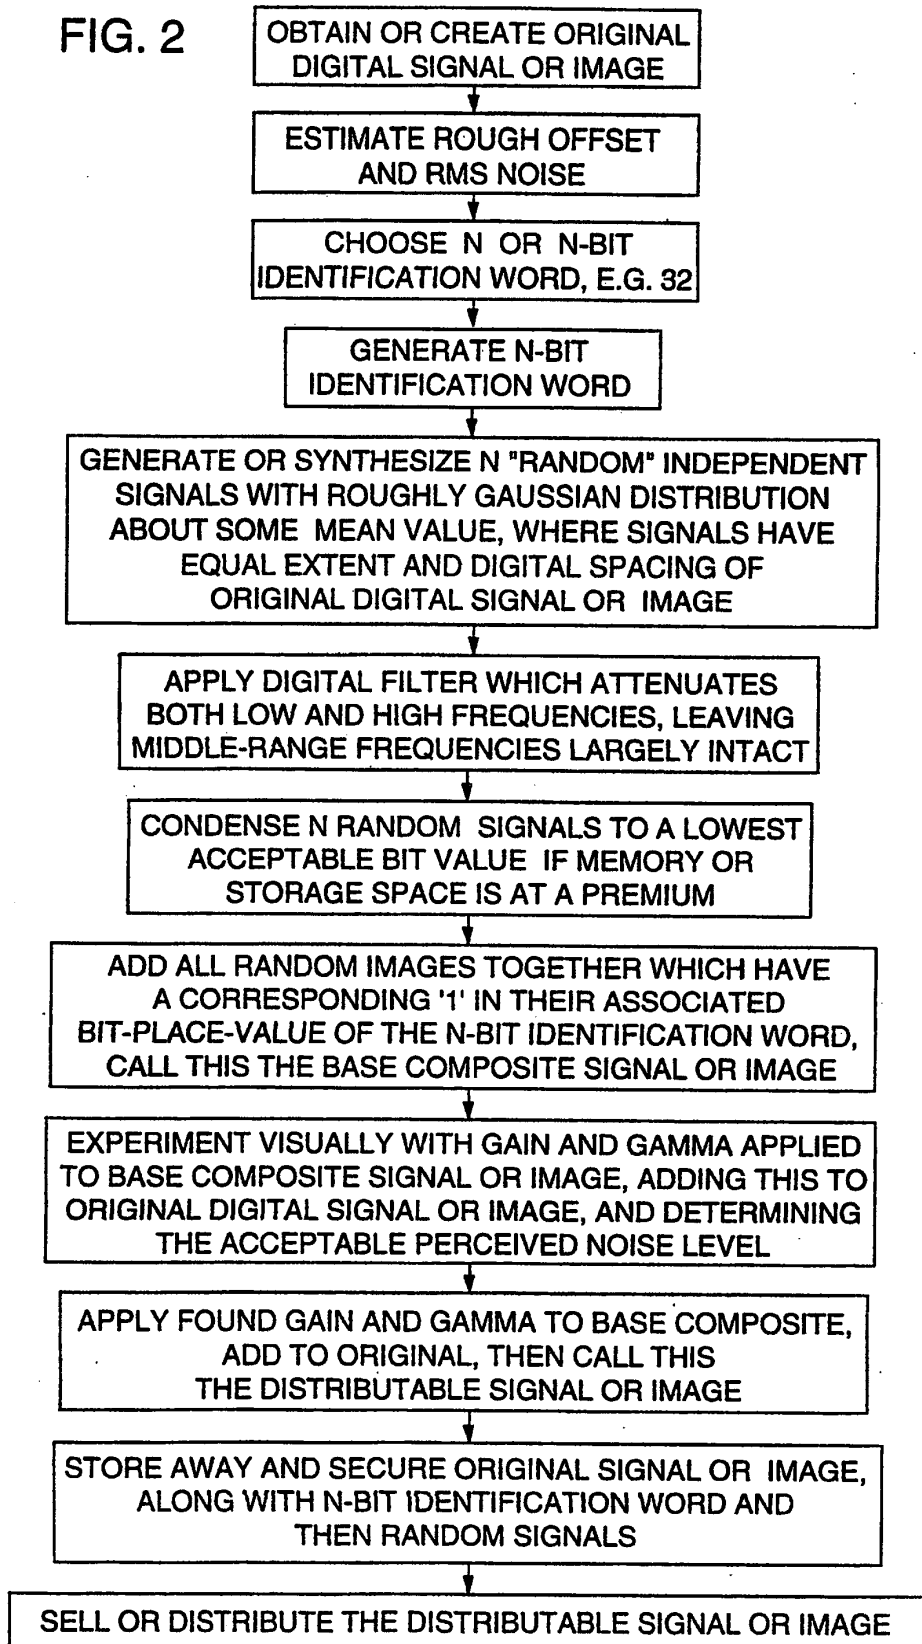 FIG. 2
OBTAIN OR CREATE ORIGINAL
DIGITAL SIGNAL OR IMAGE
ESTIMATE ROUGH OFFSET
AND RMS NOISE
CHOOSE N OR N-BIT
IDENTIFICATION WORD, E.G. 32
GENERATE N-BIT
IDENTIFICATION WORD
GENERATE OR SYNTHESIZE N "RANDOM" INDEPENDENT
SIGNALS WITH ROUGHLY GAUSSIAN DISTRIBUTION
ABOUT SOME MEAN VALUE, WHERE SIGNALS HAVE
EQUAL EXTENT AND DIGITAL SPACING OF
ORIGINAL DIGITAL SIGNAL OR IMAGE
APPLY DIGITAL FILTER WHICH ATTENUATES
BOTH LOW AND HIGH FREQUENCIES, LEAVING
MIDDLE-RANGE FREQUENCIES LARGELY INTACT
CONDENSE N RANDOM SIGNALS TO A LOWEST
ACCEPTABLE BIT VALUE IF MEMORY OR
STORAGE SPACE IS AT A PREMIUM
ADD ALL RANDOM IMAGES TOGETHER WHICH HAVE
A CORRESPONDING '1' IN THEIR ASSOCIATED
BIT-PLACE-VALUE OF THE N-BIT IDENTIFICATION WORD,
CALL THIS THE BASE COMPOSITE SIGNAL OR IMAGE
EXPERIMENT VISUALLY WITH GAIN AND GAMMA APPLIED
TO BASE COMPOSITE SIGNAL OR IMAGE, ADDING THIS TO
ORIGINAL DIGITAL SIGNAL OR IMAGE, AND DETERMINING
THE ACCEPTABLE PERCEIVED NOISE LEVEL
APPLY FOUND GAIN AND GAMMA TO BASE COMPOSITE,
ADD TO ORIGINAL, THEN CALL THIS
THE DISTRIBUTABLE SIGNAL OR IMAGE
STORE AWAY AND SECURE ORIGINAL SIGNAL OR IMAGE,
ALONG WITH N-BIT IDENTIFICATION WORD AND
THEN RANDOM SIGNALS
SELL OR DISTRIBUTE THE DISTRIBUTABLE SIGNAL OR IMAGE